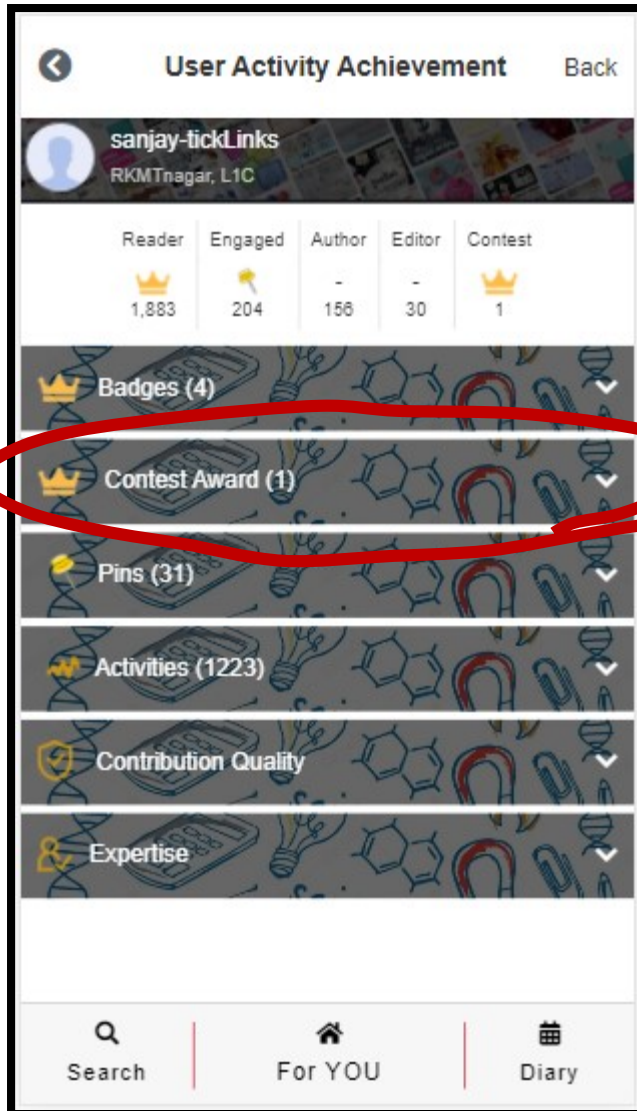 User Activity Achievement Back
sanjay-tickLinks
RKMTnagar, L1C
Reader Engaged Author Editor Contest
- -
1,883 204 156 30 1
Badges (4)
Contest Award (1)
Pins (31)
Activities (1223)
Contribution Quality
Expertise
Search For YOU Diary